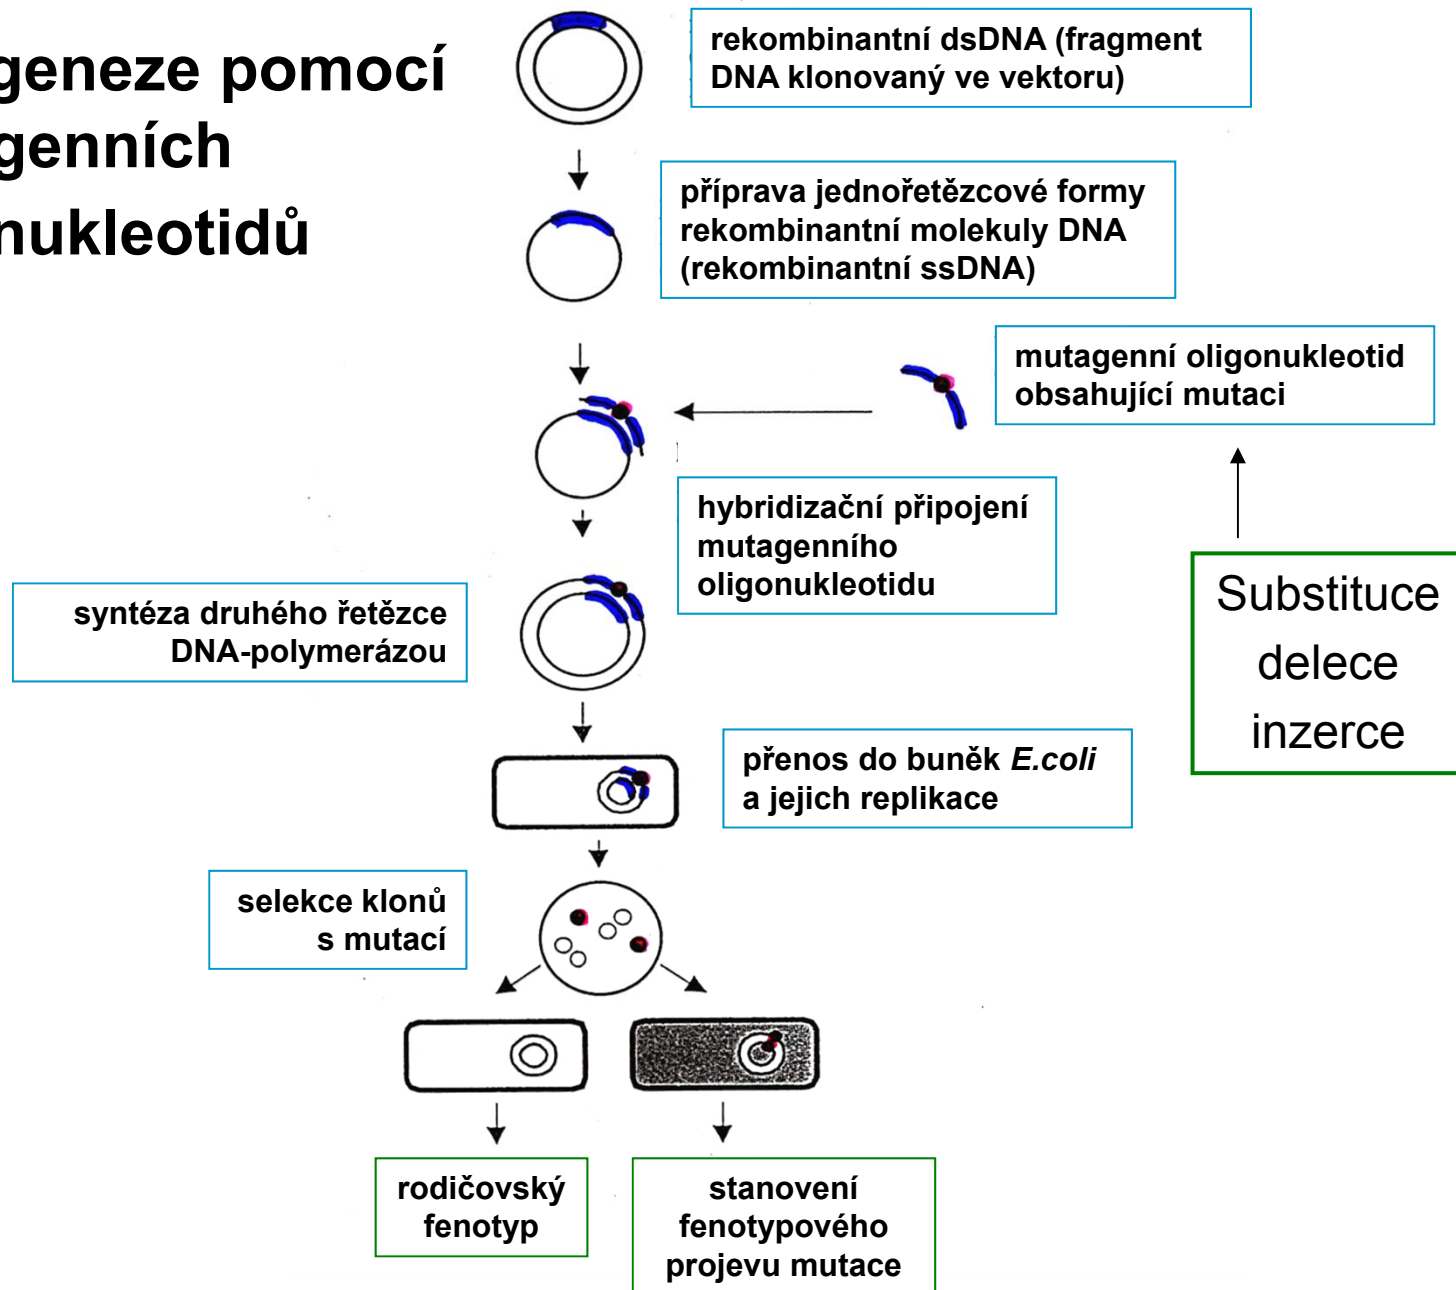 geneze pomocí
genních
nukleotidů
rekombinantní dsDNA (fragment
DNA klonovaný ve vektoru)
příprava jednořetězcové formy
rekombinantní molekuly DNA
(rekombinantní ssDNA)
mutagenní oligonukleotid
obsahující mutaci
hybridizační připojení
mutagenního
oligonukleotidu
Substituce
delece
inzerce
syntéza druhého řetězce
DNA-polymerázou
přenos do buněk E.coli
a jejich replikace
selekce klonů
s mutací
rodičovský
fenotyp
stanovení
fenotypového
projevu mutace